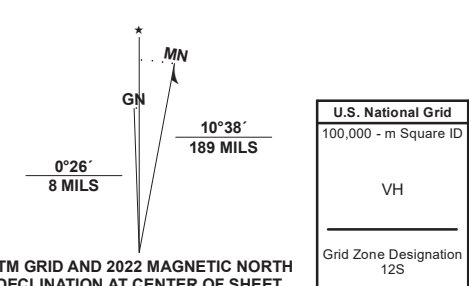 ★
MN
GN
10°38´
189 MILS
0°26´
8 MILS
TM GRID AND 2022 MAGNETIC NORTH
DECLINATION AT CENTER OF SHEET
U.S. National Grid
100,000 - m Square ID
VH
Grid Zone Designation
12S